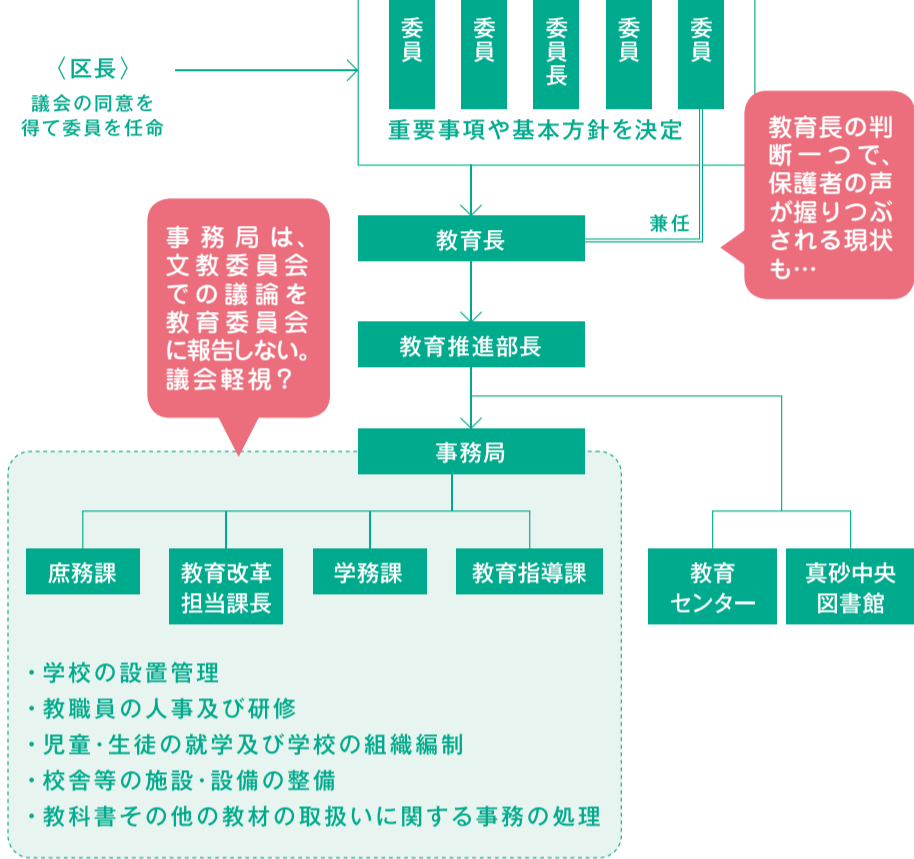 委員
委員
委員長
委員
委員
〈区長〉
議会の同意を
得て委員を任命
重要事項や基本方針を決定
教育長の判
断一つで、
保護者の声
が握りつぶ
される現状
も…
兼任
教育長
事務局は、
文教委員会
での議論を
教育委員会
に報告しない。
議会軽視？
教育推進部長
事務局
庶務課
教育改革
担当課長
学務課
教育指導課
教育
センター
真砂中央
図書館
・学校の設置管理
・教職員の人事及び研修
・児童・生徒の就学及び学校の組織編制
・校舎等の施設・設備の整備
・教科書その他の教材の取扱いに関する事務の処理